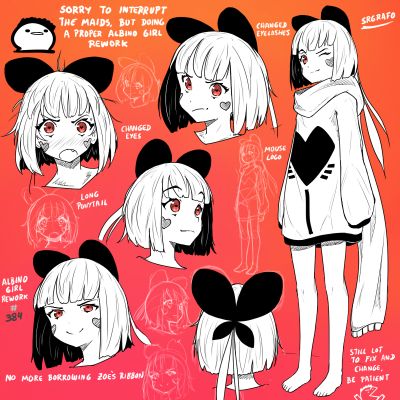 SORRY TO INTERRUPT
THE MAIDS, BUT DOING
A PROPER ALBINO GIRL
REWORK
CHANGED
EYELASHES
SRGRAFO
CHANGED
EYES
MOUSE
LOGO
LONG
PONYTAIL
ALBINO
GIRL
REWORK
#
384
NO MORE BORROWING ZOE'S RIBBON
STILL LOT
TO FIX AND
CHANGE,
BE PATIENT